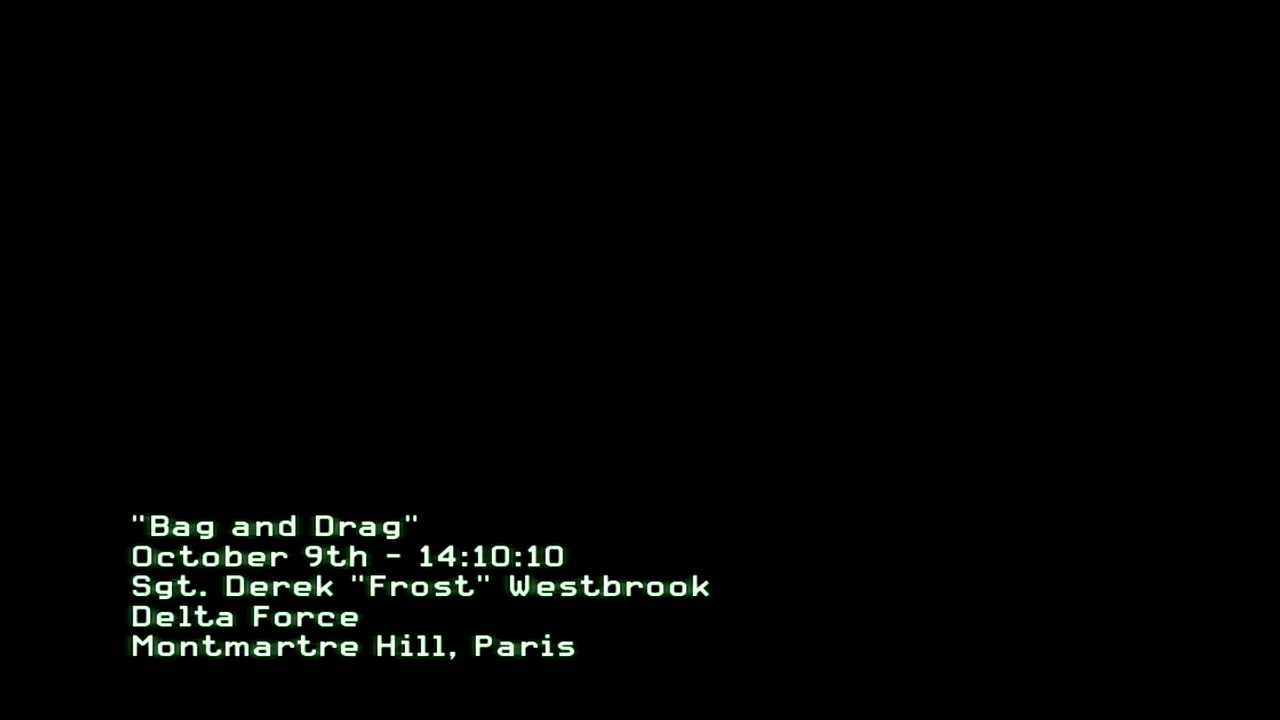 "Bag and Drag"
October 9th - 14:10:10
Sgt. Derek "Frost" Westbrook
Delta Force
Montmartre Hill, Paris